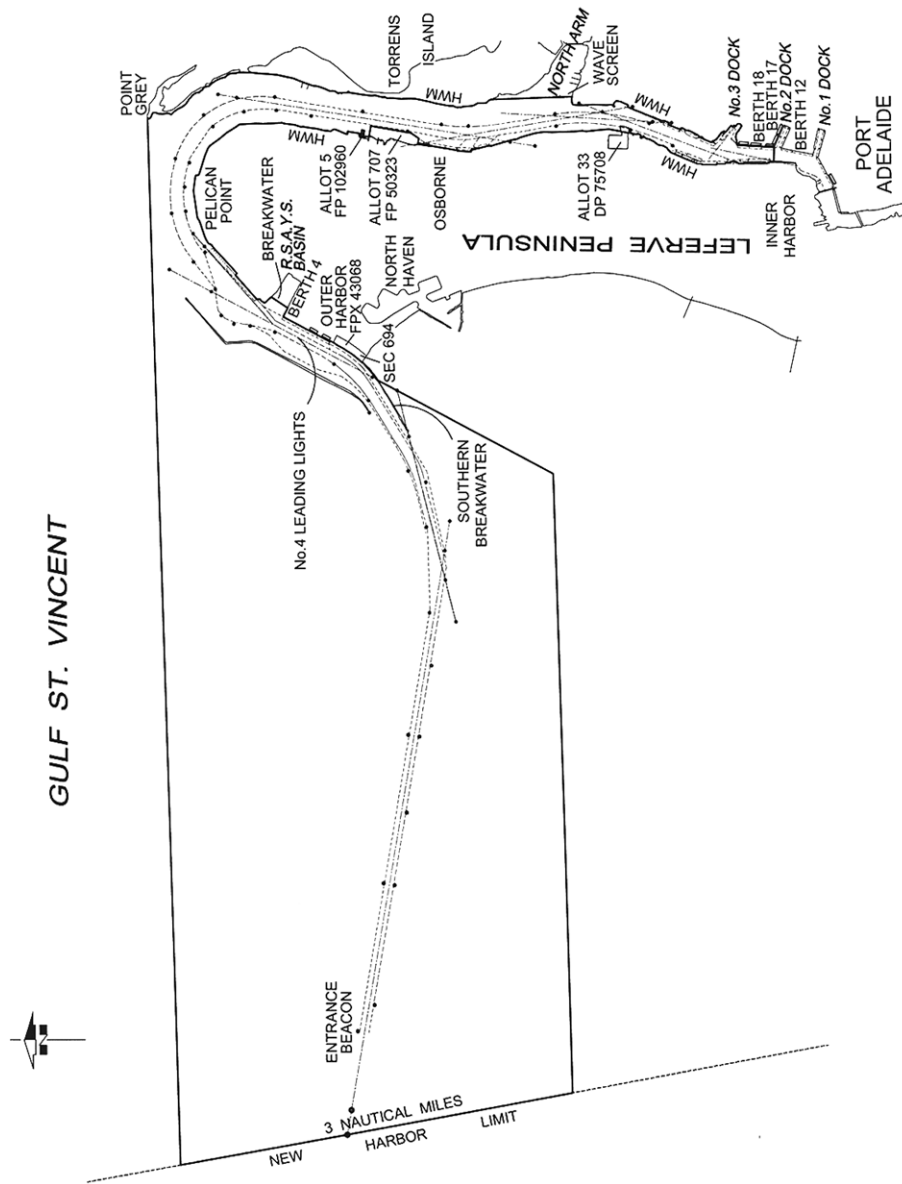 GULF ST. VINCENT
N
ENTRANCE
BEACON
3 NAUTICAL MILES
NEW HARBOR LIMIT
No.4 LEADING LIGHTS
SOUTHERN
BREAKWATER
SEC 694
OUTER
HARBOR
FPX 43068
BERTH 4
R.S.A.Y.S.
BASIN
BREAKWATER
PELICAN
POINT
NORTH
HAVEN
POINT
GREY
TORRENS
ISLAND
HWM
HWM
ALLOT 5
FP 102960
ALLOT 707
FP 50323
OSBORNE
NORTH ARM
WAVE
SCREEN
HWM
HWM
ALLOT 33
DP 75708
LEFERVE PENINSULA
No.3 DOCK
BERTH 18
BERTH 17
No.2 DOCK
BERTH 12
No.1 DOCK
INNER
HARBOR
PORT
ADELAIDE